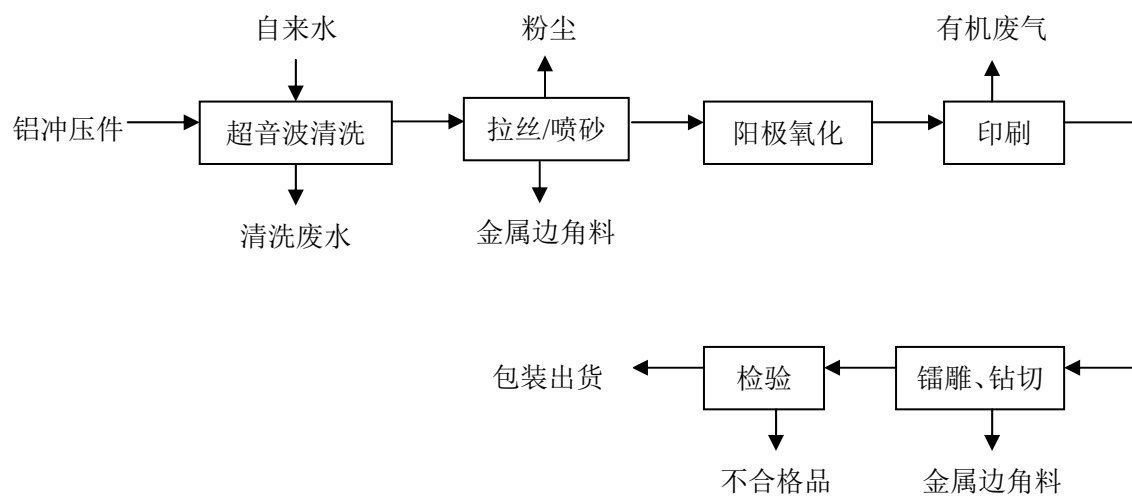 自来水
粉尘
有机废气
铝冲压件
超音波清洗
拉丝/喷砂
阳极氧化
印刷
清洗废水
金属边角料
包装出货
检验
镭雕、钻切
不合格品
金属边角料